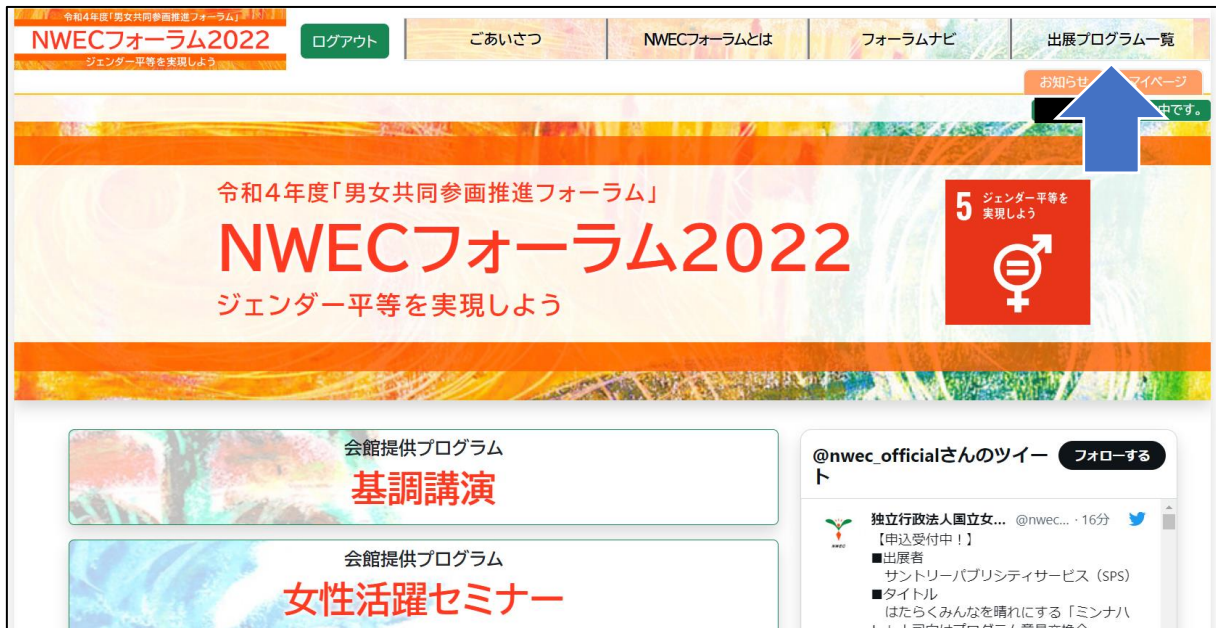 令和4年度「男女共同参画推進フォーラム」
NWECフォーラム2022
ジェンダー平等を実現しよう
ログアウト
ごあいさつ
NWECフォーラムとは
フォーラムナビ
出展プログラム一覧
お知らせ
マイページ
中です。
令和4年度「男女共同参画推進フォーラム」
NWECフォーラム2022
ジェンダー平等を実現しよう
5 ジェンダー平等を
実現しよう
会館提供プログラム
基調講演
会館提供プログラム
女性活躍セミナー
@nwec_officialさんのツイー
ト
フォローする
独立行政法人国立女... @nwec... · 16分
NWEC
【申込受付中！】
■出展者
サントリーパブリシティサービス（SPS）
■タイトル
はたらくみんなを晴れにする「ミンナハ